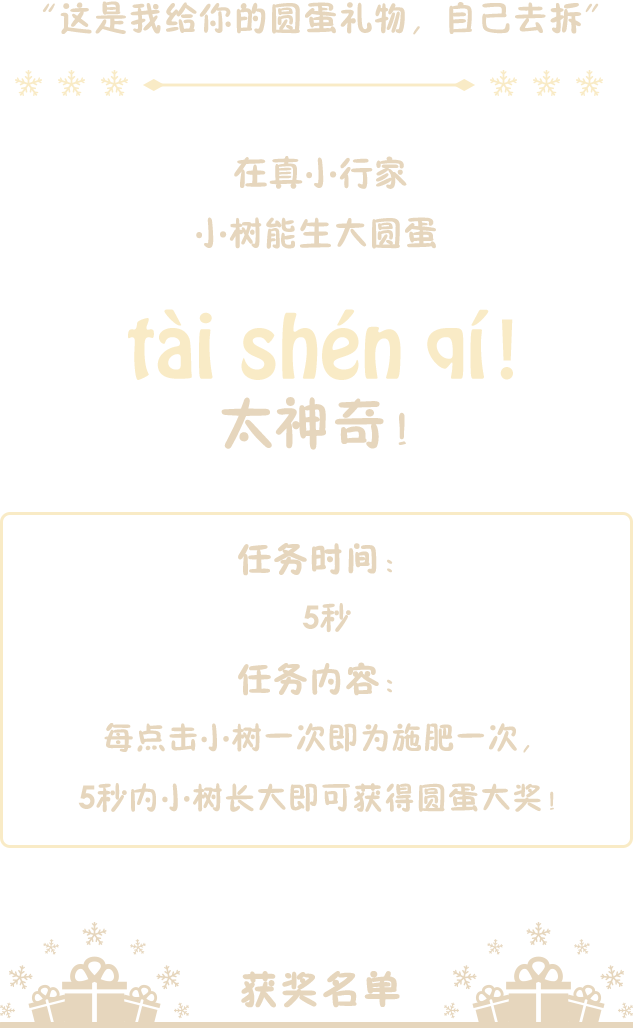 “这是我给你的圆蛋礼物，自己去拆”
在真小行家
小树能生大圆蛋
tài shén qí!
太神奇！
任务时间：
5秒
任务内容：
每点击小树一次即为施肥一次，
5秒内小树长大即可获得圆蛋大奖！
获奖名单